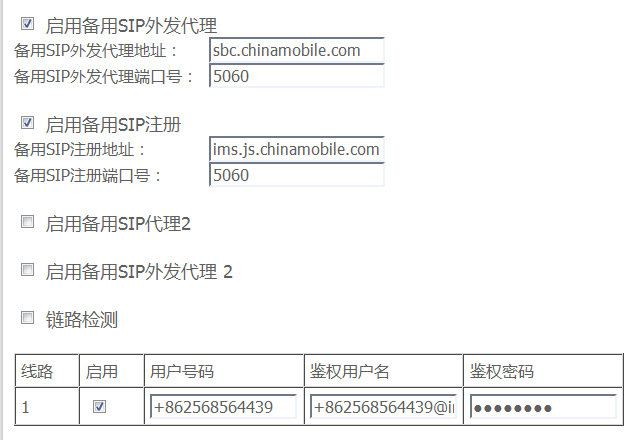 启用备用SIP外发代理
备用SIP外发代理地址： sbc.chinamobile.com
备用SIP外发代理端口号： 5060
启用备用SIP注册
备用SIP注册地址： ims.js.chinamobile.com
备用SIP注册端口号： 5060
启用备用SIP代理2
启用备用SIP外发代理 2
链路检测
线路 启用 用户号码 鉴权用户名 鉴权密码
1 +862568564439 +862568564439@i ●●●●●●●●